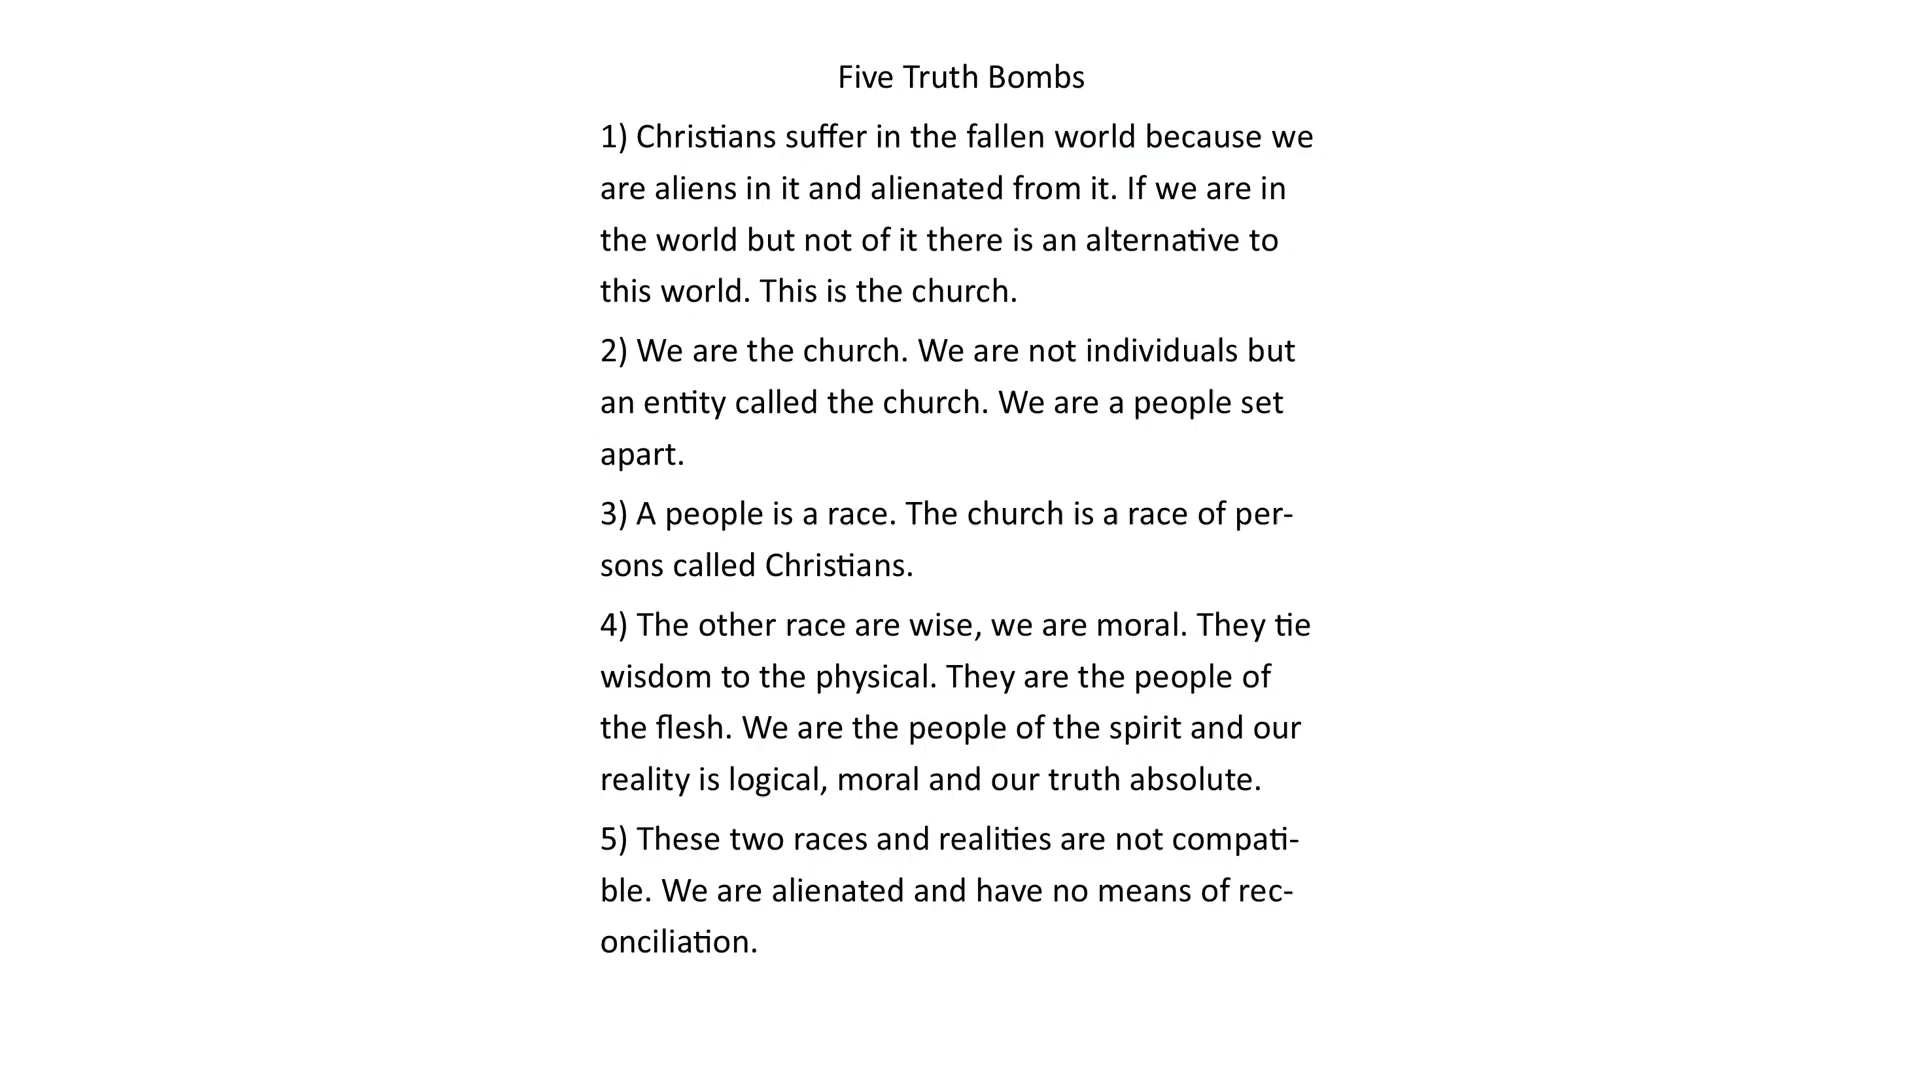 Five Truth Bombs
1) Christians suffer in the fallen world because we
are aliens in it and alienated from it. If we are in
the world but not of it there is an alternative to
this world. This is the church.
2) We are the church. We are not individuals but
an entity called the church. We are a people set
apart.
3) A people is a race. The church is a race of per-
sons called Christians.
4) The other race are wise, we are moral. They tie
wisdom to the physical. They are the people of
the flesh. We are the people of the spirit and our
reality is logical, moral and our truth absolute.
5) These two races and realities are not compati-
ble. We are alienated and have no means of rec-
onciliation.